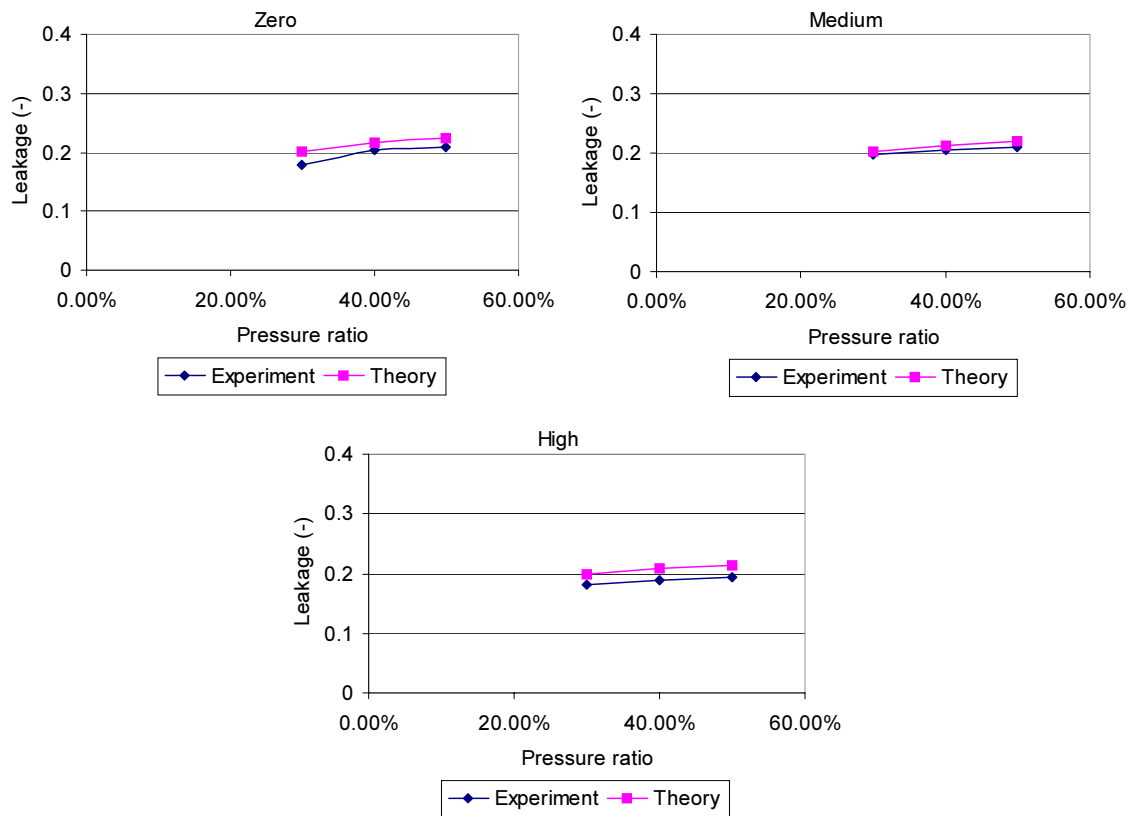 Zero
0.4
0.3
0.2
0.1
0
Leakage (-)
0.00% 20.00% 40.00% 60.00%
Pressure ratio
Experiment Theory
Medium
0.4
0.3
0.2
0.1
0
Leakage (-)
0.00% 20.00% 40.00% 60.00%
Pressure ratio
Experiment Theory
High
0.4
0.3
0.2
0.1
0
Leakage (-)
0.00% 20.00% 40.00% 60.00%
Pressure ratio
Experiment Theory